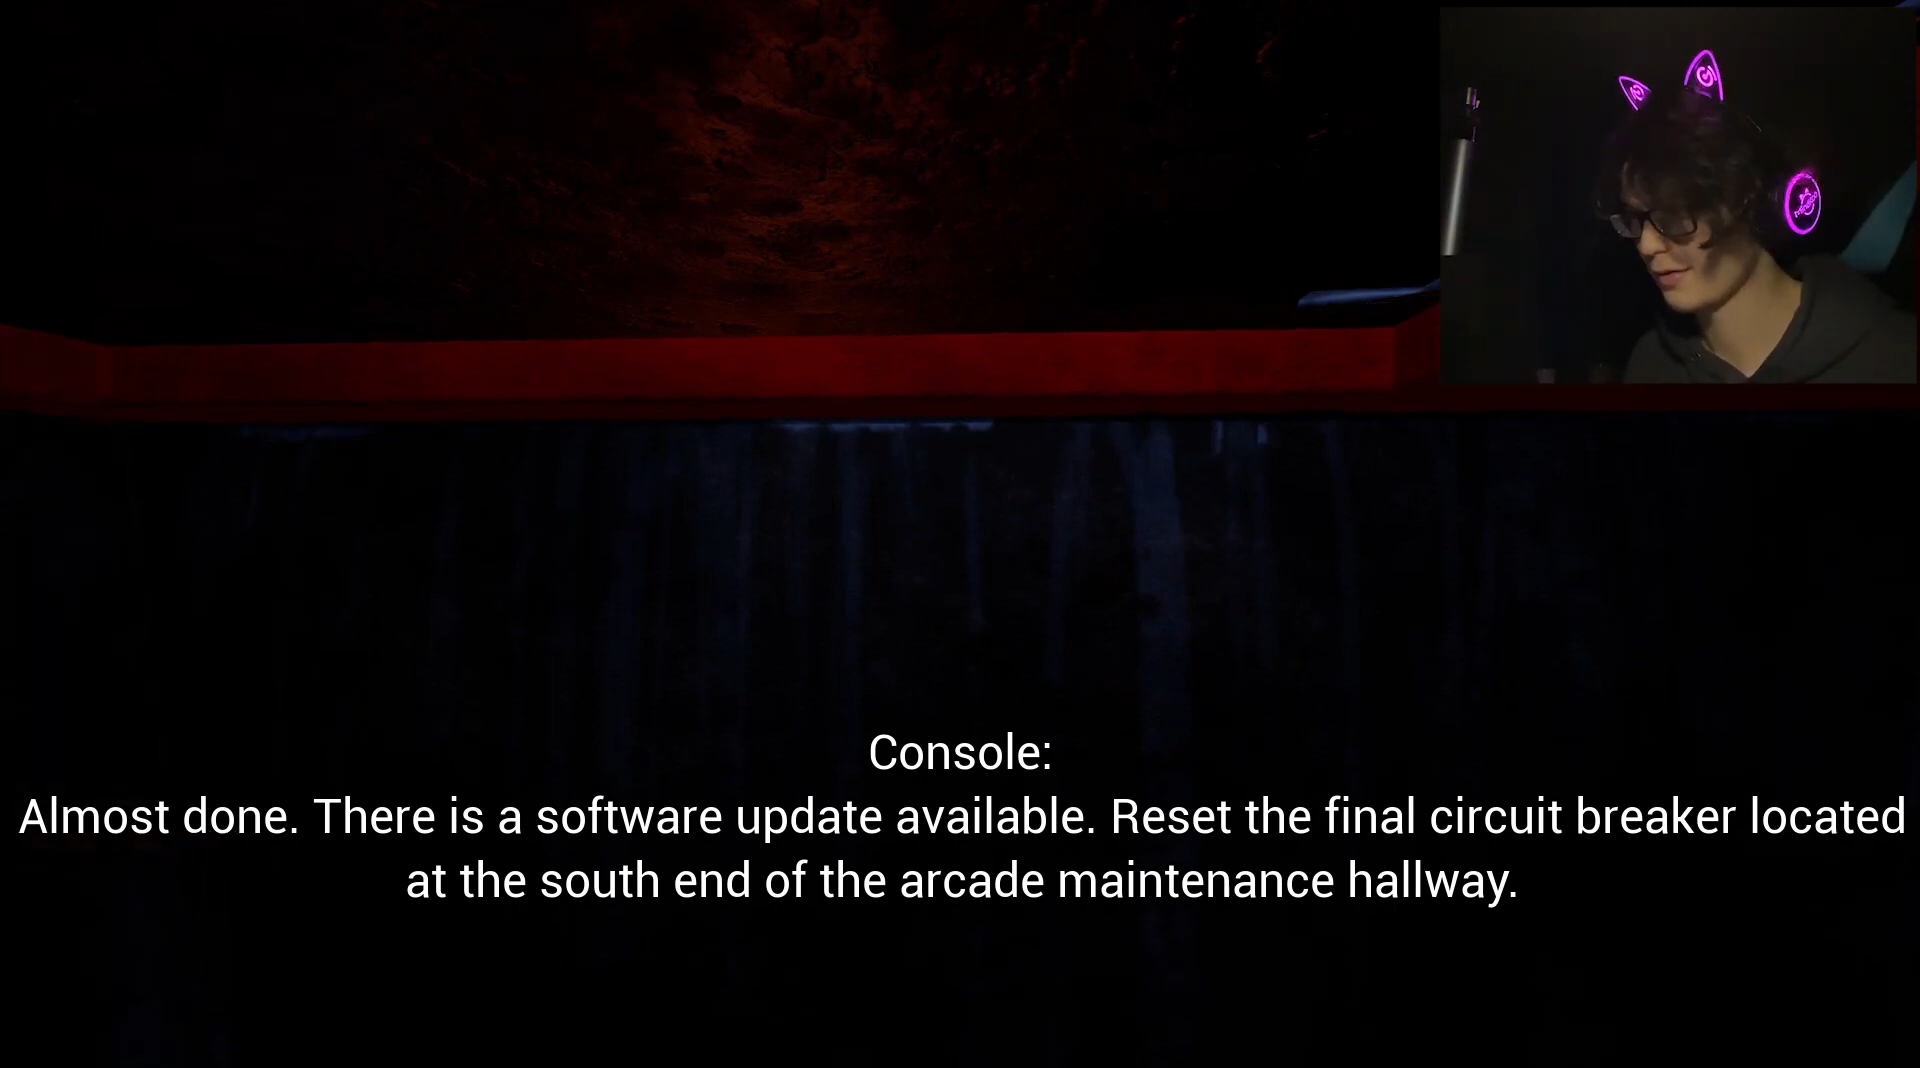 Console:
Almost done. There is a software update available. Reset the final circuit breaker located
at the south end of the arcade maintenance hallway.